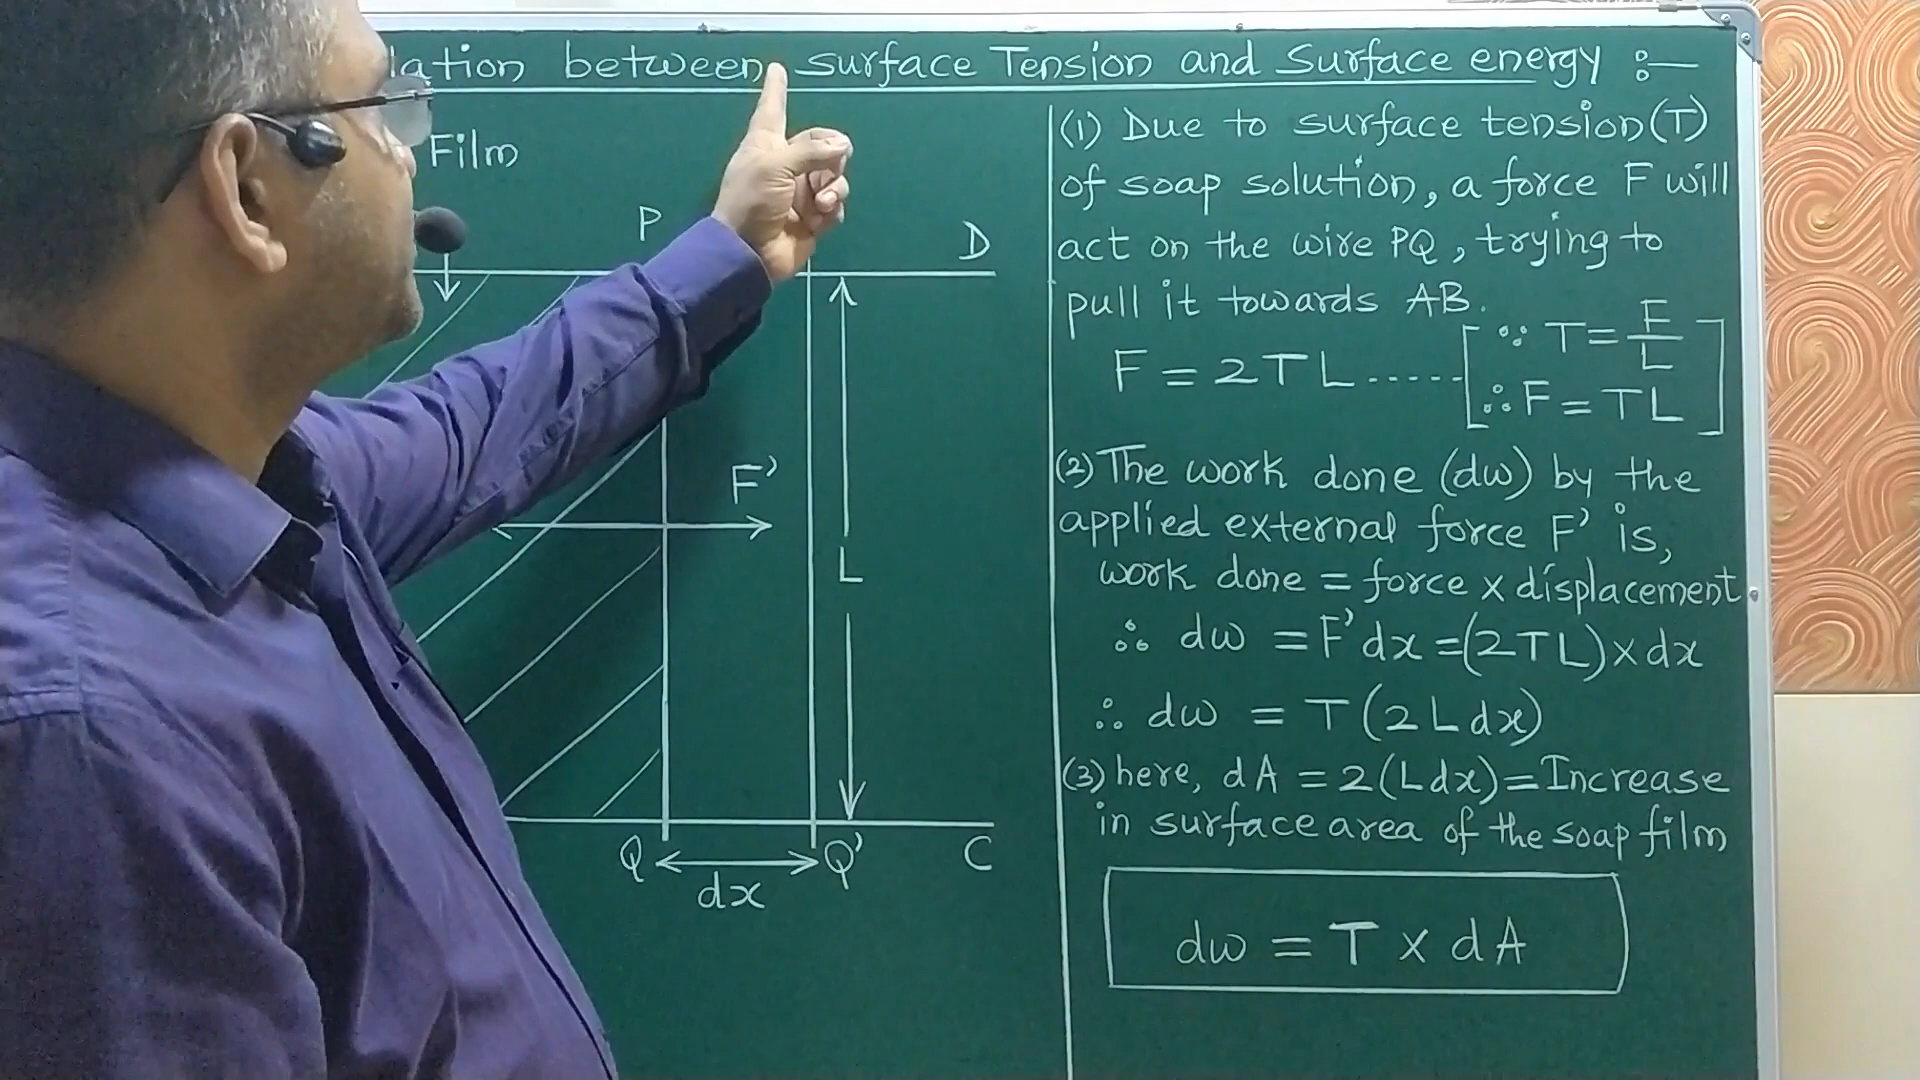 lation between surface Tension and Surface energy :—
Film
P
D
F'
L
Q
Q'
C
dx
(1) Due to surface tension (T)
of soap solution, a force F will
act on the wire PQ, trying to
pull it towards AB.
F = 2TL ----- [∵ T = F/L
∴ F = TL]
(2) The work done (dw) by the
applied external force F' is,
work done = force x displacement
∴ dw = F'dx = (2TL) x dx
∴ dw = T(2Ldx)
(3) here, dA = 2(Ldx) = Increase
in surface area of the soap film
dw = T x dA